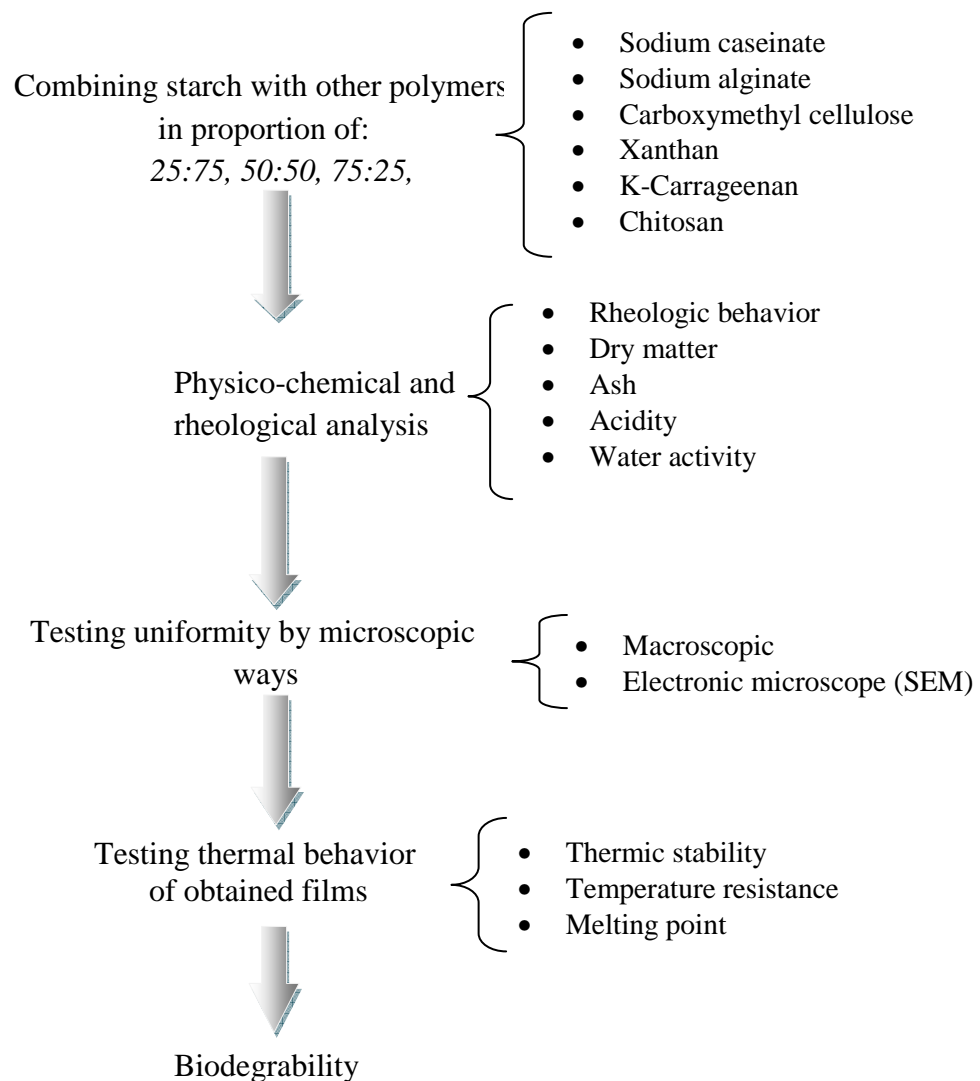 Combining starch with other polymers
in proportion of:
25:75, 50:50, 75:25,
• Sodium caseinate
• Sodium alginate
• Carboxymethyl cellulose
• Xanthan
• K-Carrageenan
• Chitosan
Physico-chemical and
rheological analysis
• Rheologic behavior
• Dry matter
• Ash
• Acidity
• Water activity
Testing uniformity by microscopic
ways
• Macroscopic
• Electronic microscope (SEM)
Testing thermal behavior
of obtained films
• Thermic stability
• Temperature resistance
• Melting point
Biodegrability